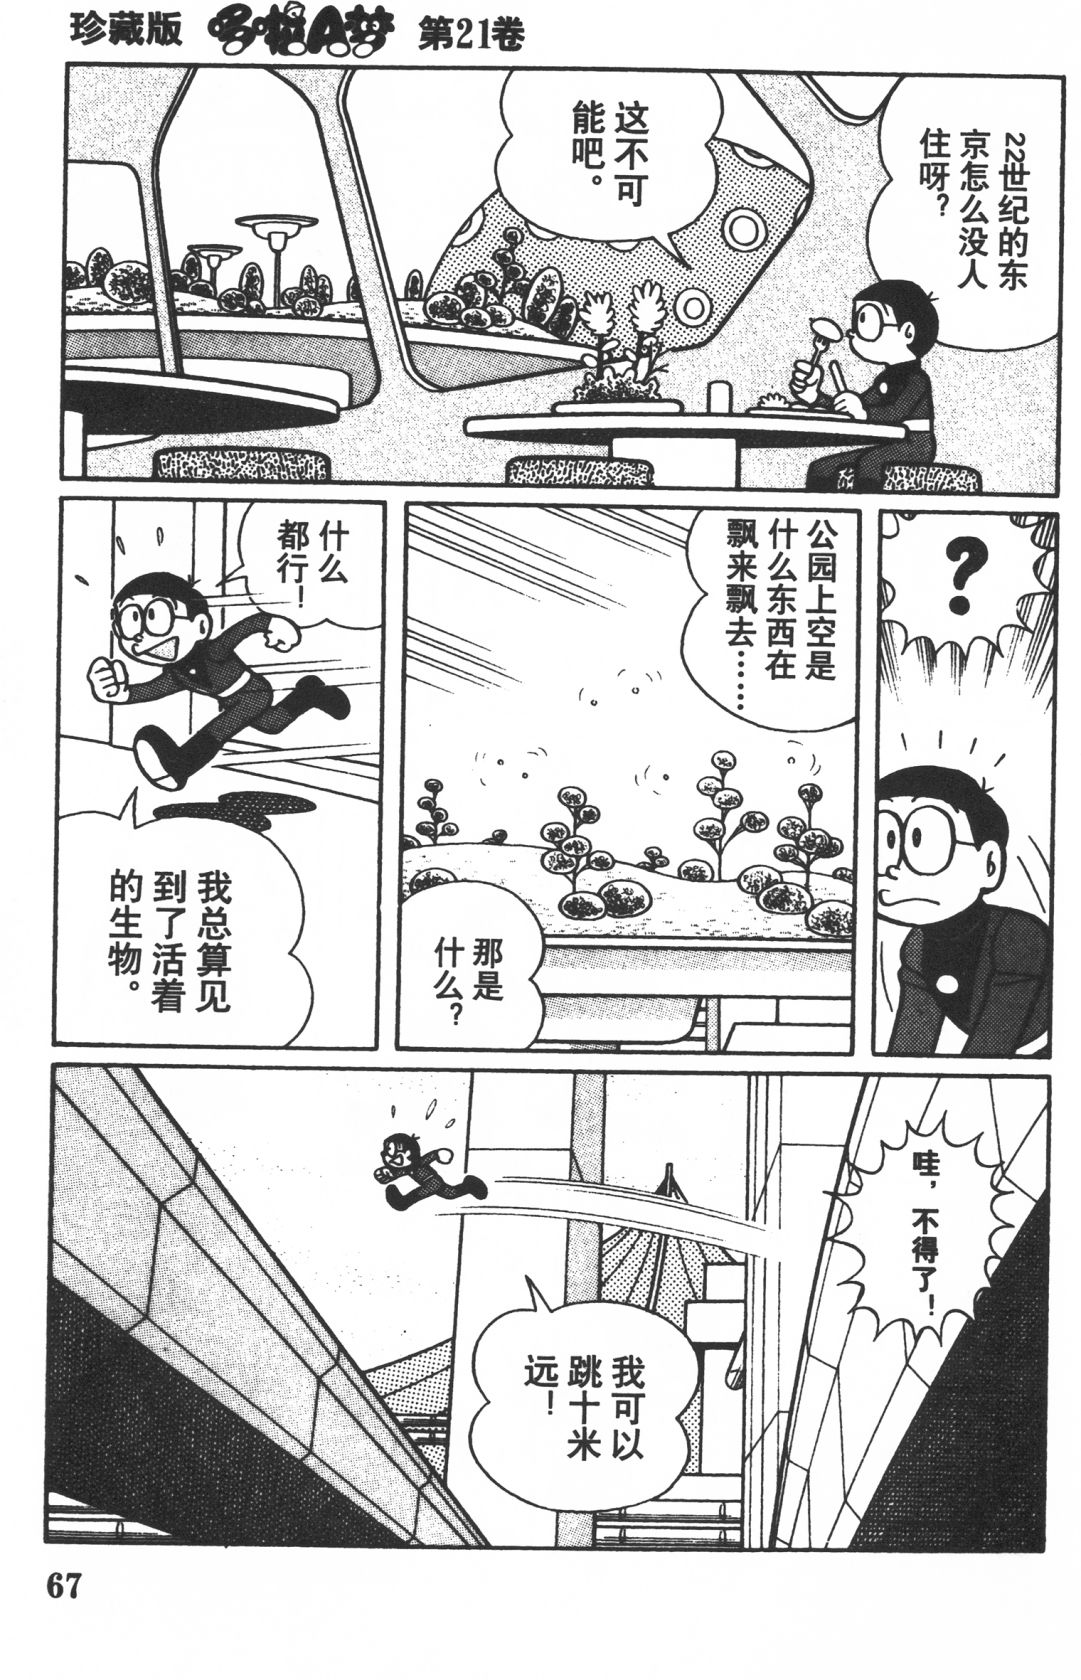 珍藏版 哆啦A梦 第21卷
22世纪的东
京怎么没人
住呀？
这不可
能吧。
？
公园上空是
什么东西在
飘来飘去……
那是
什么？
什么
都行！
我总算见
到了活着
的生物。
哇，不得了！
我可以
跳十米
远！
67